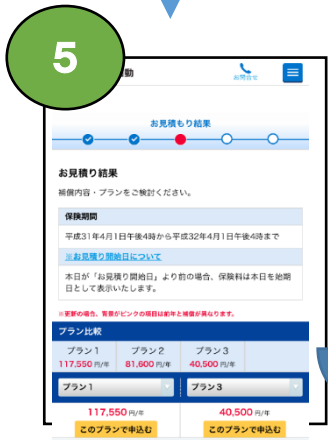 5
動
お問合せ
お見積もり結果
お見積り結果
補償内容・プランをご検討ください。
保険期間
平成31年4月1日午後4時から平成32年4月1日午後4時まで
※お見積り開始日について
本日が「お見積り開始日」より前の場合、保険料は本日を始期
日として表示いたします。
※更新の場合、背景がピンクの項目は前年と補償が異なります。
プラン比較
プラン1 プラン2 プラン3
117,550 円/年 81,600 円/年 40,500 円/年
プラン1 プラン3
117,550 円/年 40,500 円/年
このプランで申込む このプランで申込む